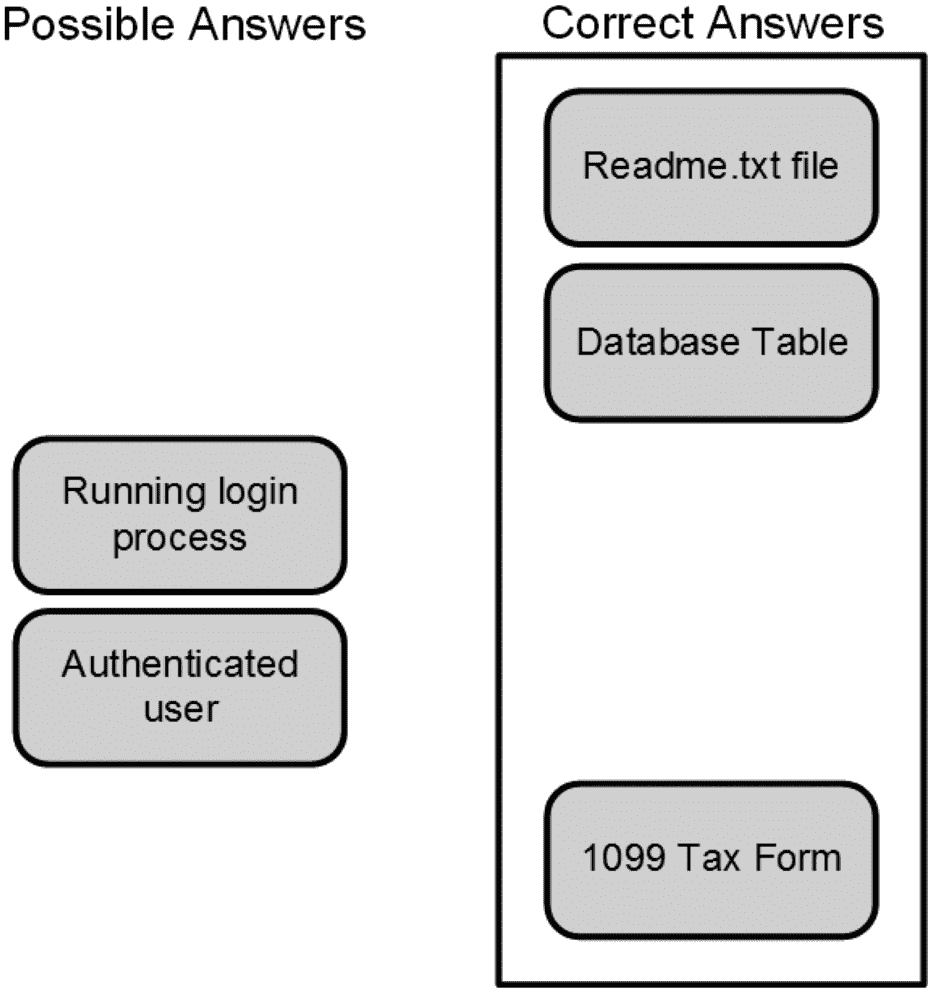 Possible Answers
Correct Answers
Readme.txt file
Database Table
Running login
process
Authenticated
user
1099 Tax Form